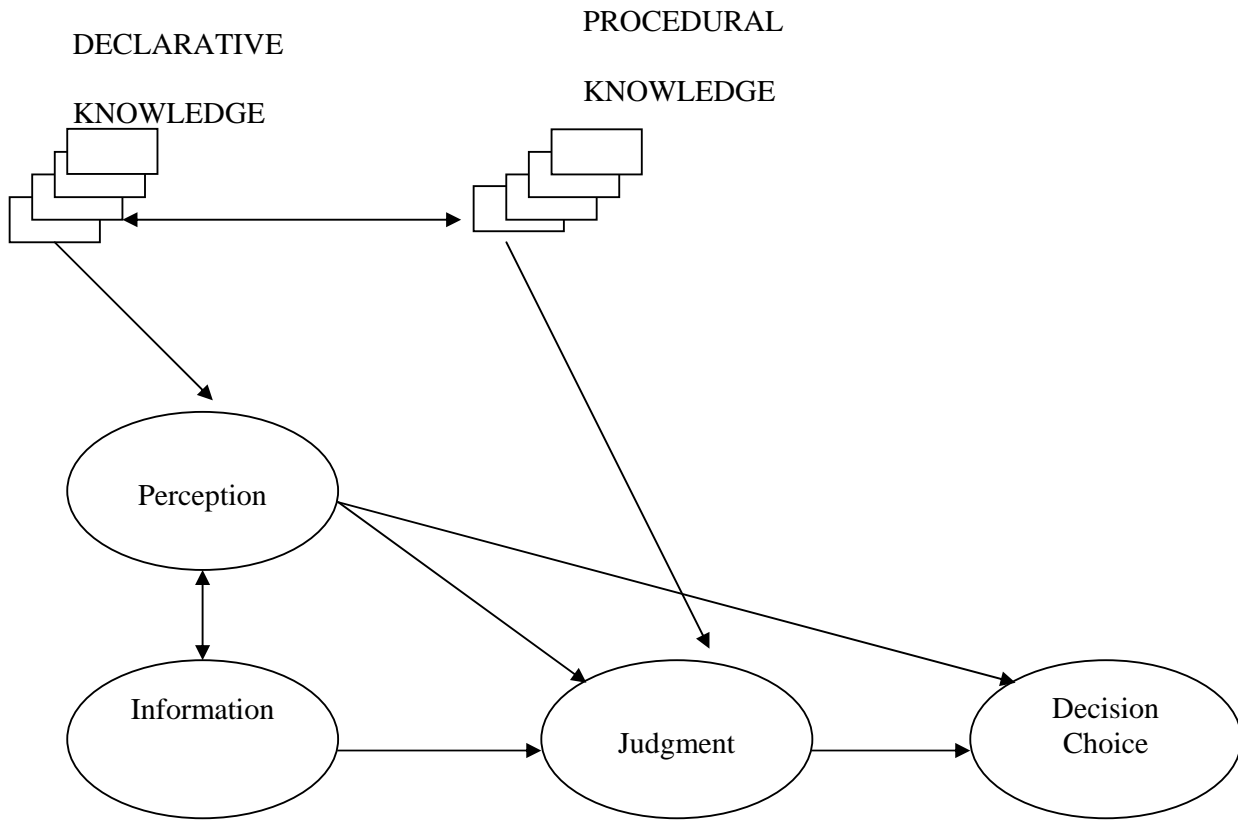 DECLARATIVE
KNOWLEDGE
PROCEDURAL
KNOWLEDGE
Perception
Information
Judgment
Decision
Choice